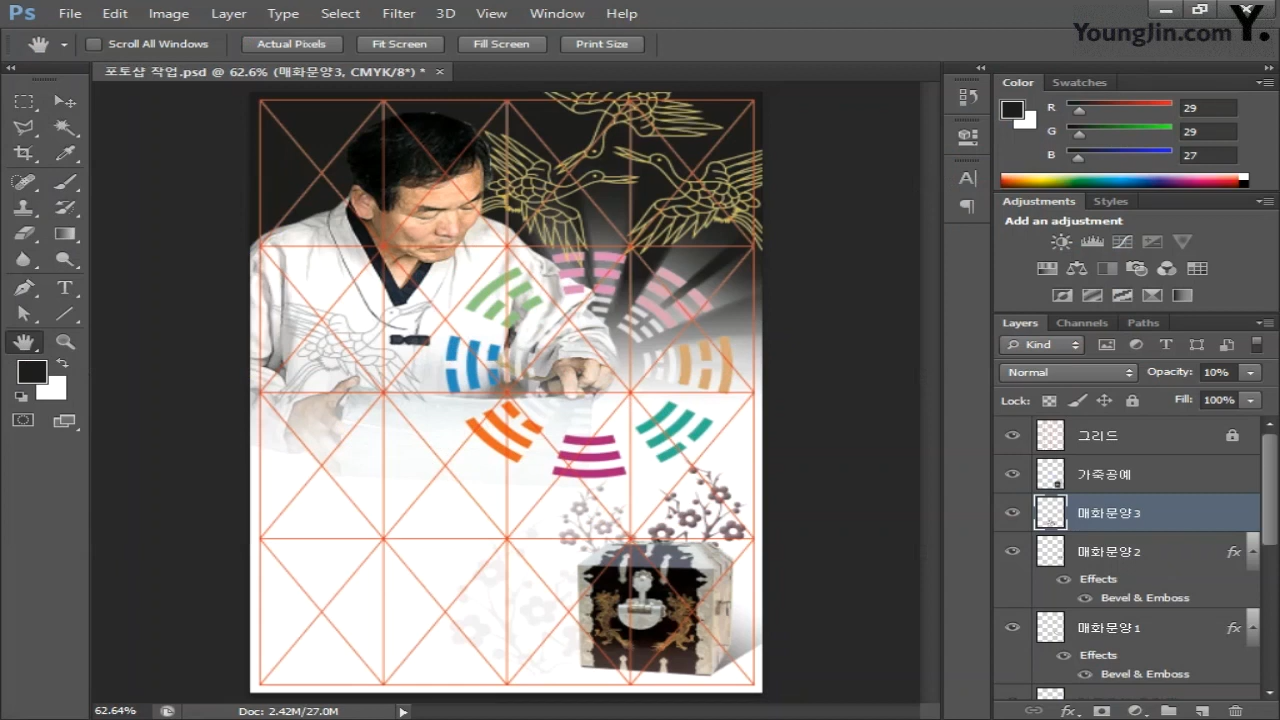 Ps File Edit Image Layer Type Select Filter 3D View Window Help
YoungJin.com Y.
Scroll All Windows Actual Pixels Fit Screen Fill Screen Print Size
포토샵 작업.psd @ 62.6% (매화문양3, CMYK/8*) * ×
Color Swatches
R 29
G 29
B 27
Adjustments Styles
Add an adjustment
Layers Channels Paths
Kind
Normal Opacity: 10%
Lock: Fill: 100%
그리드
가죽공예
매화문양3
매화문양2 fx
Effects
Bevel & Emboss
매화문양1 fx
Effects
Bevel & Emboss
62.64% Doc: 2.42M/27.0M